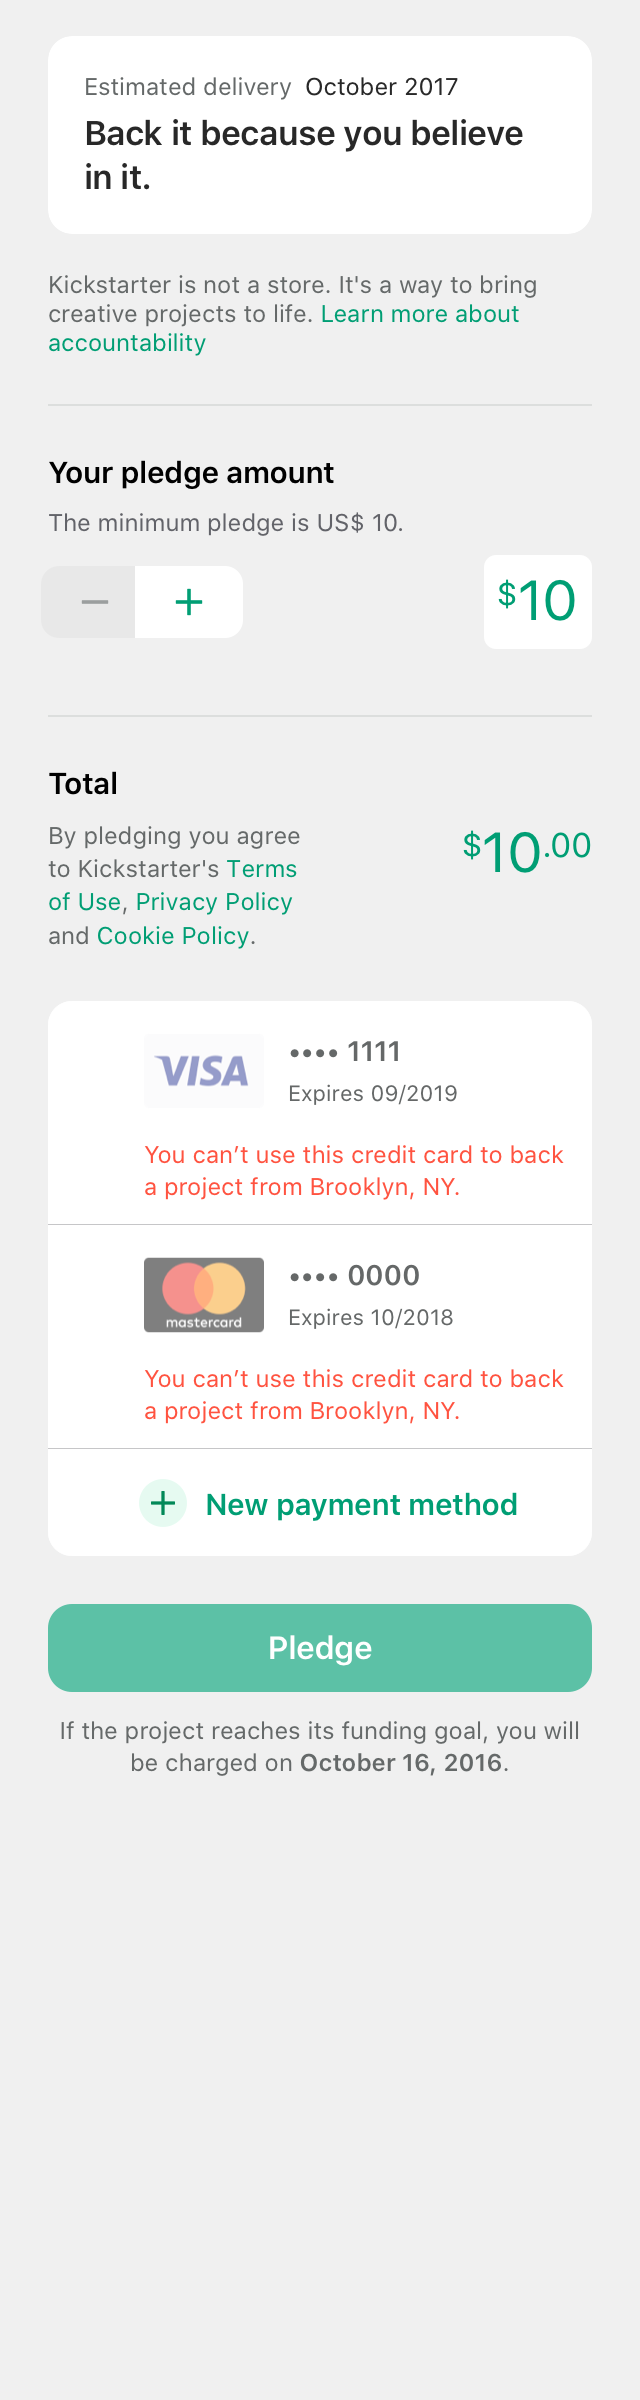 Estimated delivery October 2017
Back it because you believe
in it.
Kickstarter is not a store. It's a way to bring
creative projects to life. Learn more about
accountability
Your pledge amount
The minimum pledge is US$ 10.
− +
$10
Total
By pledging you agree
to Kickstarter's Terms
of Use, Privacy Policy
and Cookie Policy.
$10.00
VISA
•••• 1111
Expires 09/2019
You can’t use this credit card to back
a project from Brooklyn, NY.
mastercard
•••• 0000
Expires 10/2018
You can’t use this credit card to back
a project from Brooklyn, NY.
+ New payment method
Pledge
If the project reaches its funding goal, you will
be charged on October 16, 2016.